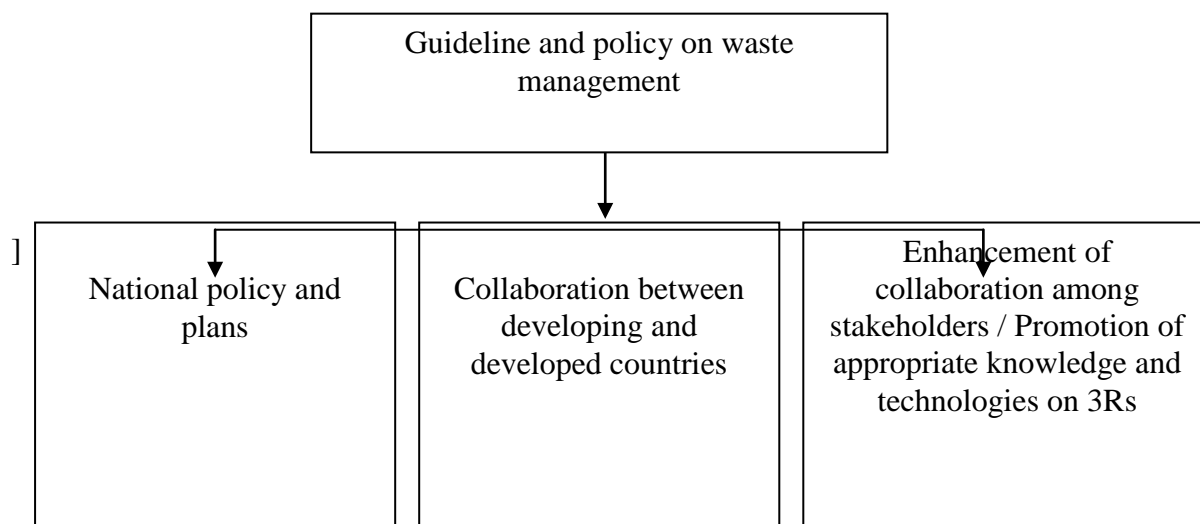 Guideline and policy on waste
management
]
National policy and
plans
Collaboration between
developing and
developed countries
Enhancement of
collaboration among
stakeholders / Promotion of
appropriate knowledge and
technologies on 3Rs